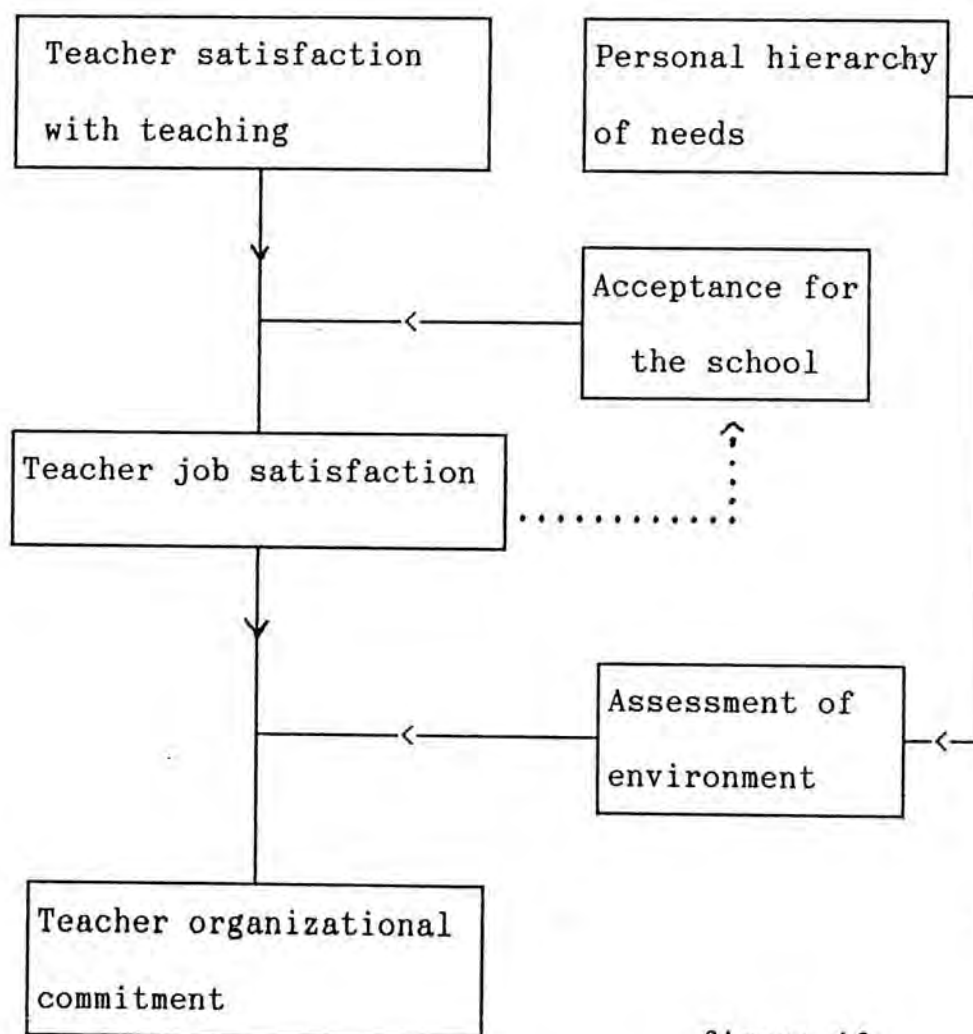 Teacher satisfaction
with teaching
Personal hierarchy
of needs
Acceptance for
the school
Teacher job satisfaction
Assessment of
environment
Teacher organizational
commitment